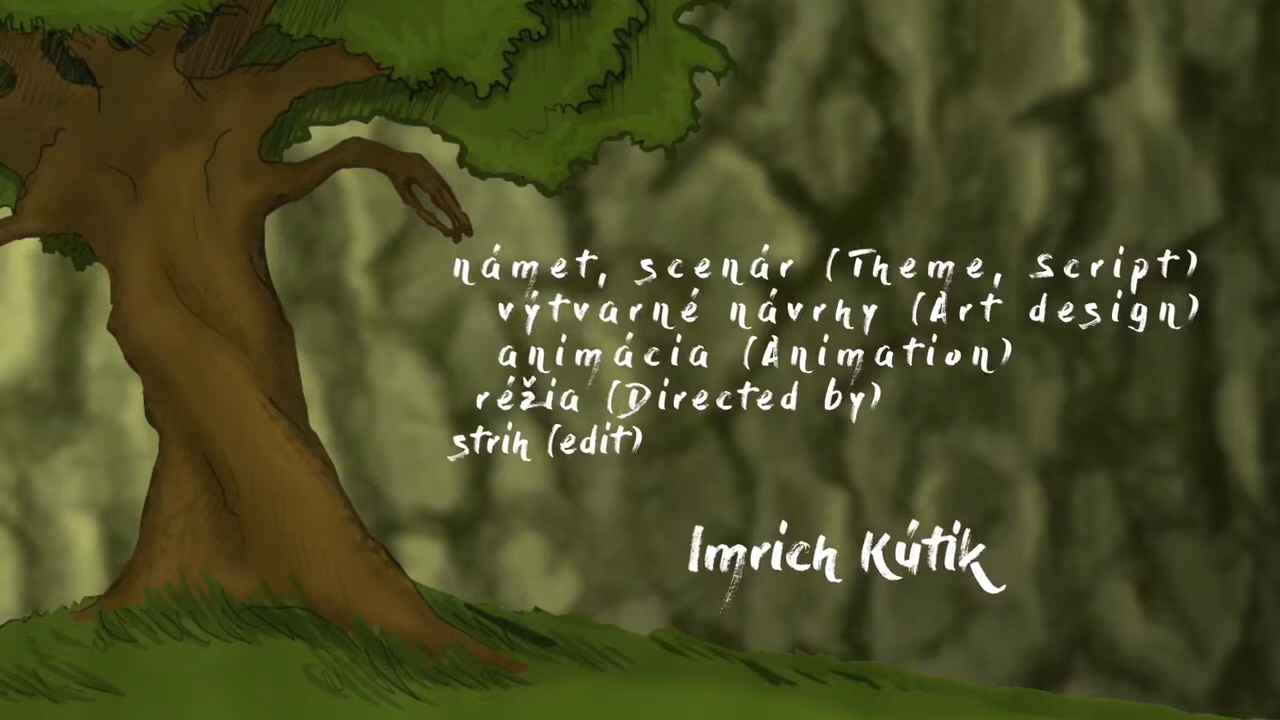 námet, scenár (Theme, Script)
výtvarné návrhy (Art design)
animácia (Animation)
réžia (Directed by)
strih (edit)
Imrich Kútik